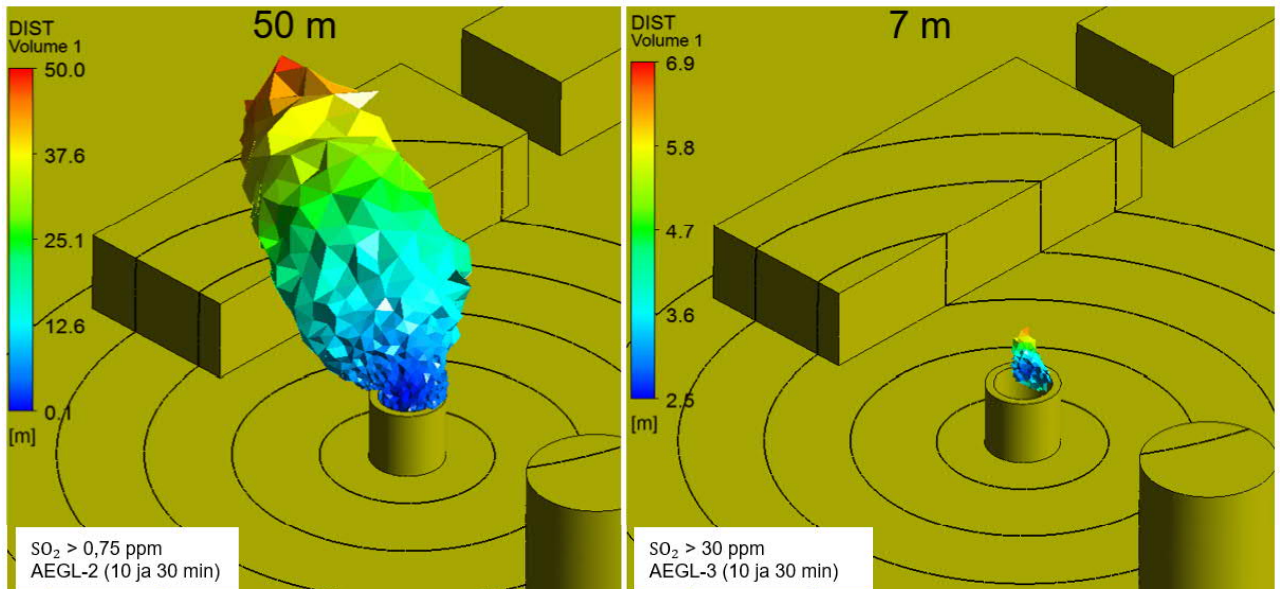 50 m
DIST
Volume 1
50.0
37.6
25.1
12.6
0.1
[m]
SO₂ > 0,75 ppm
AEGL-2 (10 ja 30 min)
7 m
DIST
Volume 1
6.9
5.8
4.7
3.6
2.5
[m]
SO₂ > 30 ppm
AEGL-3 (10 ja 30 min)